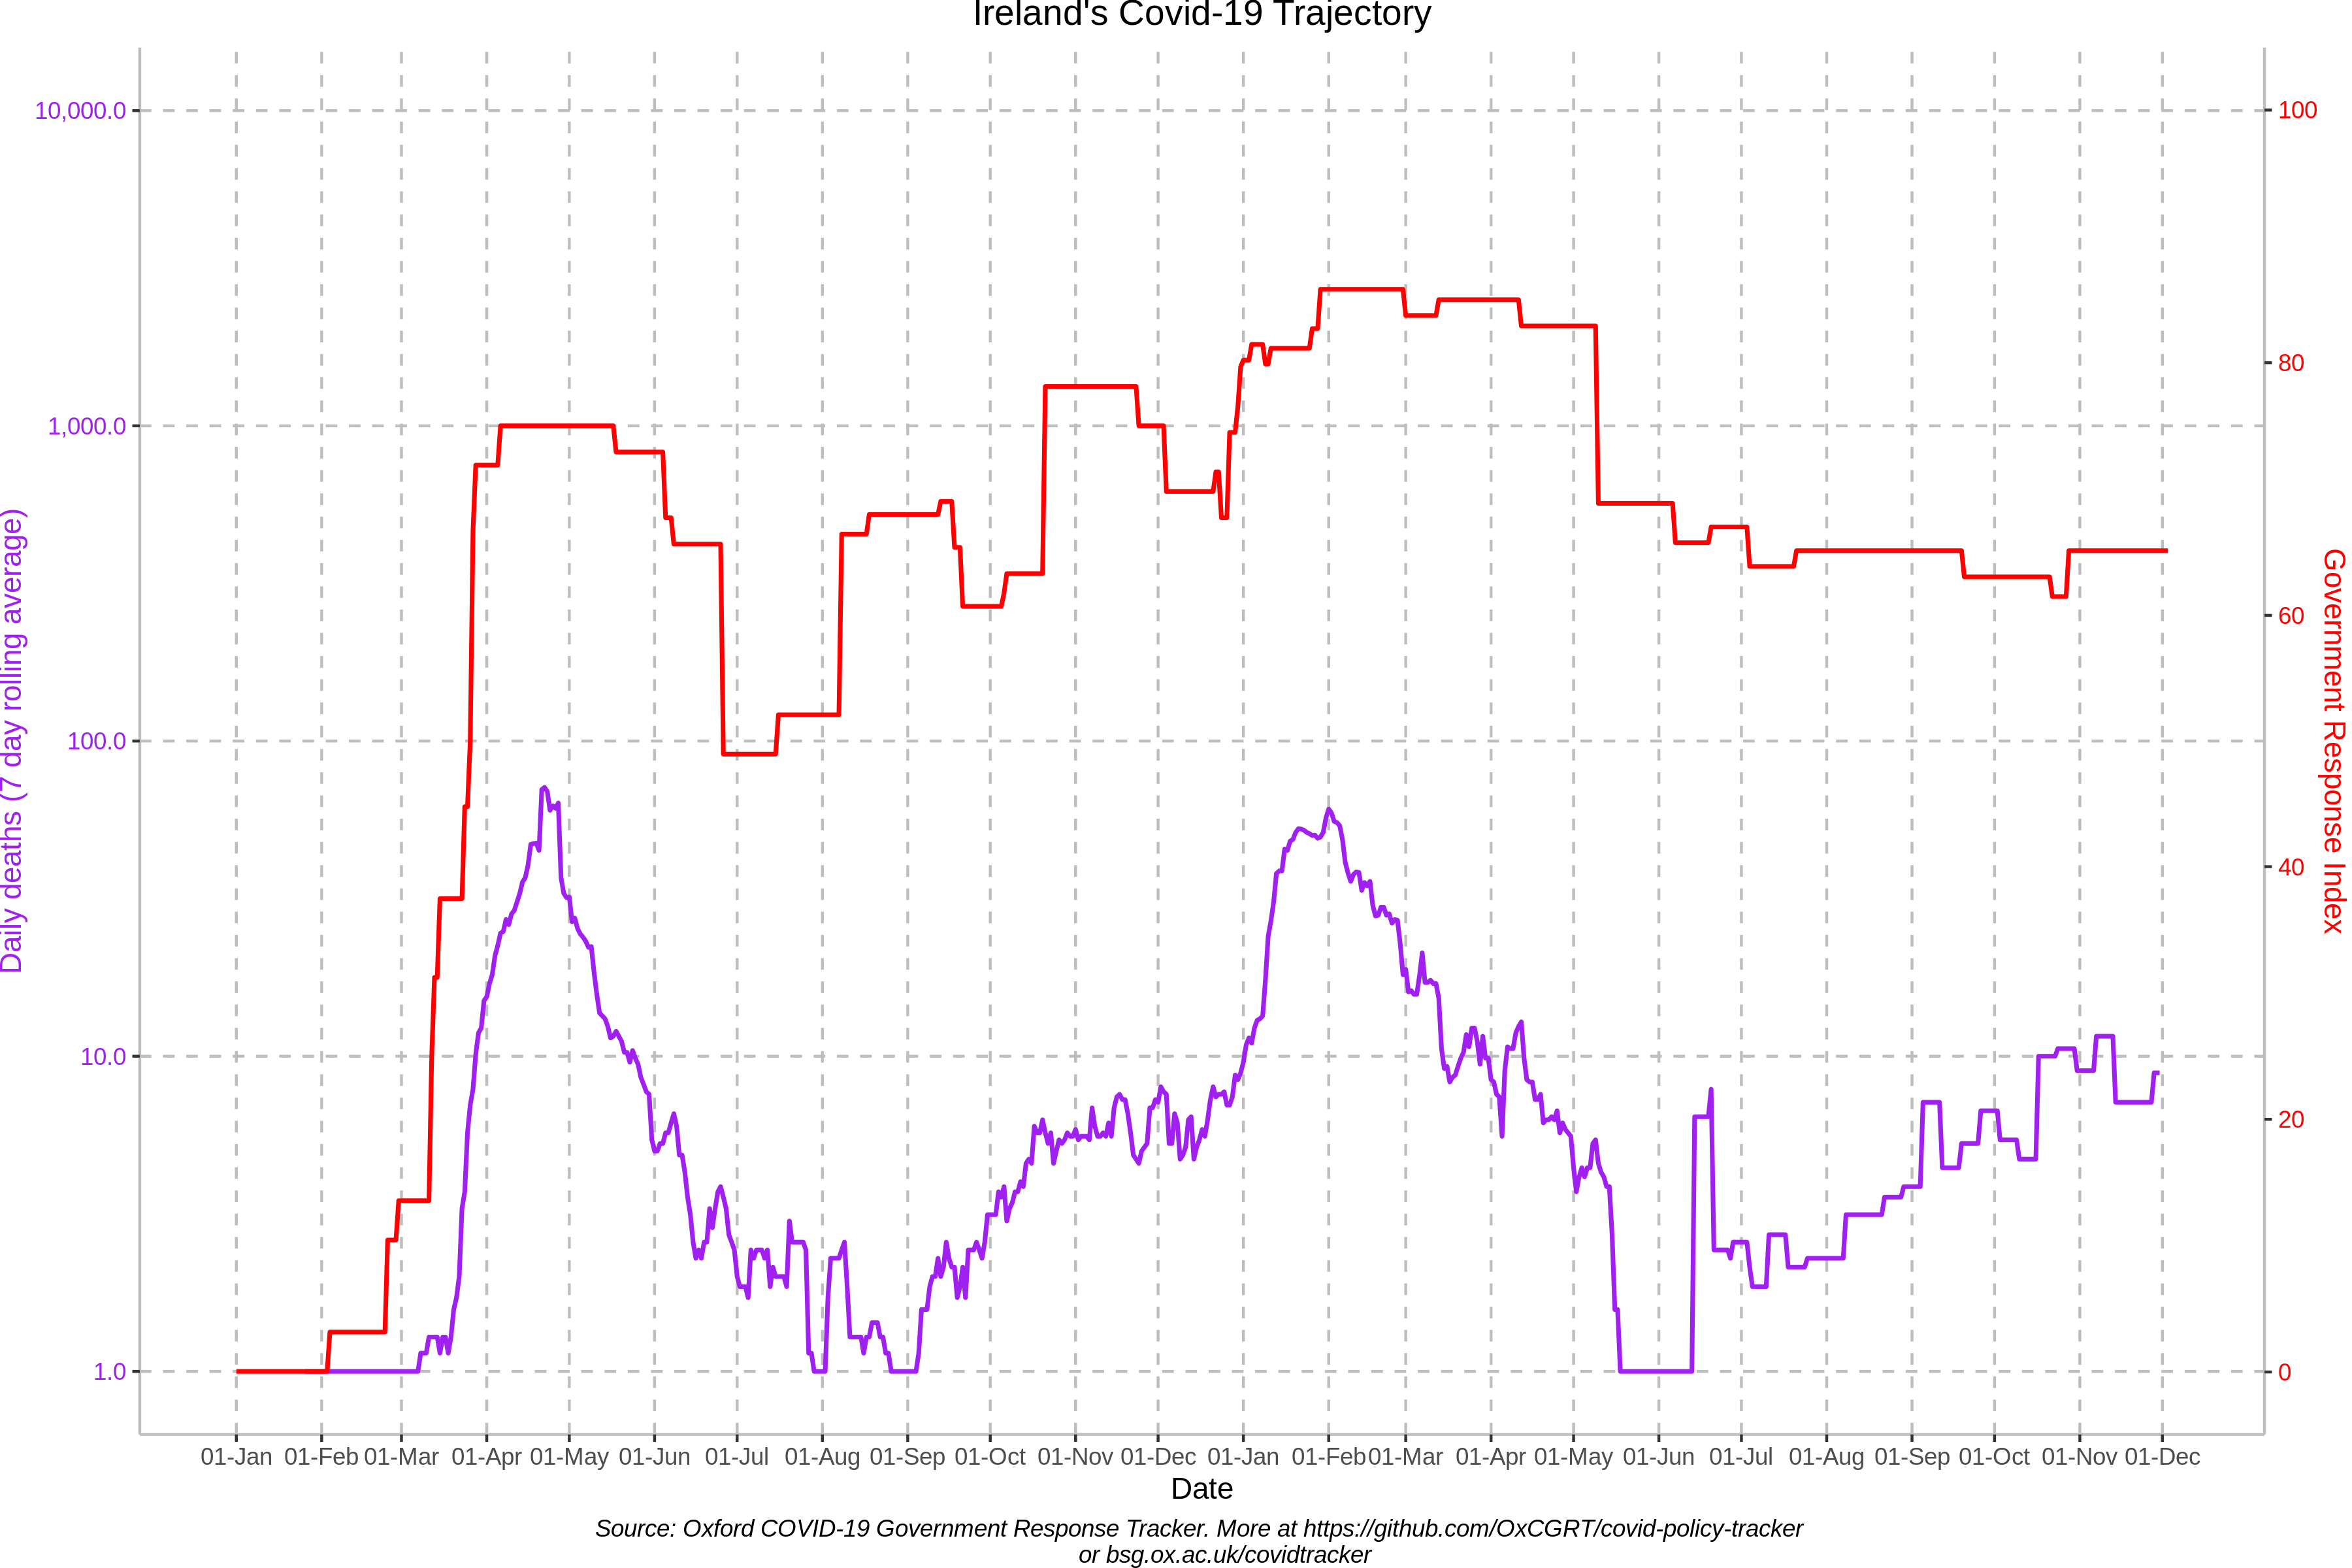 Ireland's Covid-19 Trajectory
10,000.0
1,000.0
100.0
10.0
1.0
Daily deaths (7 day rolling average)
100
80
60
40
20
0
Government Response Index
01-Jan 01-Feb 01-Mar 01-Apr 01-May 01-Jun 01-Jul 01-Aug 01-Sep 01-Oct 01-Nov 01-Dec 01-Jan 01-Feb 01-Mar 01-Apr 01-May 01-Jun 01-Jul 01-Aug 01-Sep 01-Oct 01-Nov 01-Dec
Date
Source: Oxford COVID-19 Government Response Tracker. More at https://github.com/OxCGRT/covid-policy-tracker
or bsg.ox.ac.uk/covidtracker